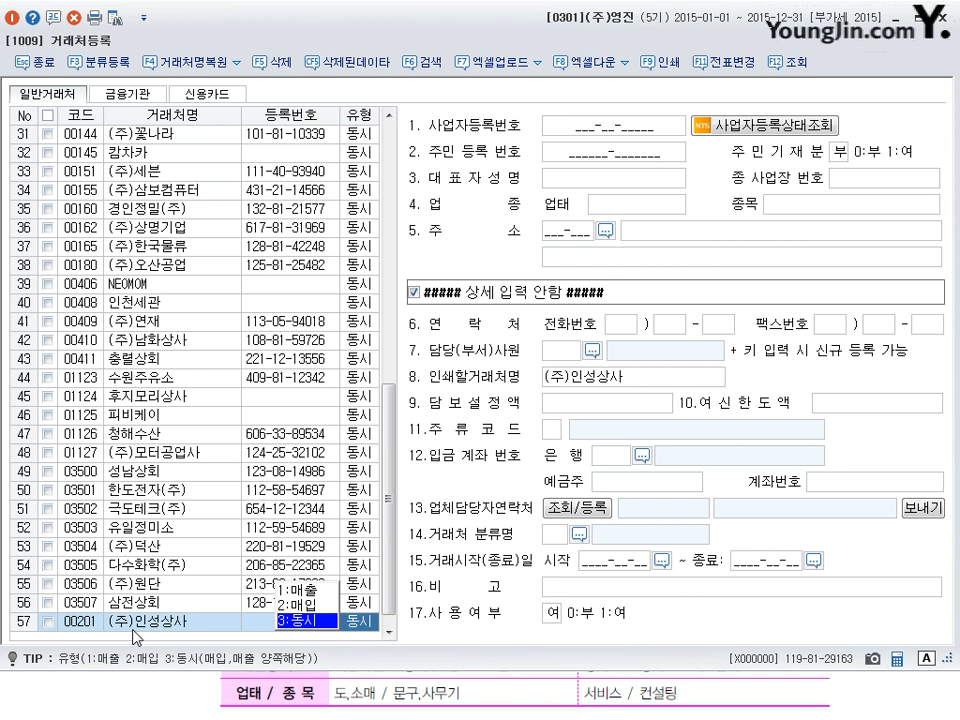 [0301](주)영진 (5기) 2015-01-01 ~ 2015-12-31 [부가세 2015]
YoungJin.com Y.
[1009] 거래처등록
Esc 종료 F3 분류등록 F4 거래처명복원 F5 삭제 CF5 삭제된데이타 F6 검색 F7 엑셀업로드 F8 엑셀다운 F9 인쇄 F11 전표변경 F12 조회
일반거래처 금융기관 신용카드
No 코드 거래처명 등록번호 유형
31 00144 (주)꽃나라 101-81-10339 동시
32 00145 캄차카 동시
33 00151 (주)세븐 111-40-93940 동시
34 00155 (주)삼보컴퓨터 431-21-14566 동시
35 00160 경인정밀(주) 132-81-21577 동시
36 00162 (주)상명기업 617-81-31969 동시
37 00165 (주)한국물류 128-81-42248 동시
38 00180 (주)오산공업 125-81-25482 동시
39 00406 NEOMOM 동시
40 00408 인천세관 동시
41 00409 (주)연재 113-05-94018 동시
42 00410 (주)남화상사 108-81-59726 동시
43 00411 충렬상회 221-12-13556 동시
44 01123 수원주유소 409-81-12342 동시
45 01124 후지모리상사 동시
46 01125 피비케이 동시
47 01126 청해수산 606-33-89534 동시
48 01127 (주)모터공업사 124-25-32102 동시
49 03500 성남상회 123-08-14986 동시
50 03501 한도전자(주) 112-58-54697 동시
51 03502 극도테크(주) 654-12-12344 동시
52 03503 유일정미소 112-59-54689 동시
53 03504 (주)덕산 220-81-19529 동시
54 03505 다수화학(주) 206-85-22365 동시
55 03506 (주)원단 동시
56 03507 삼전상회 동시
57 00201 (주)인성상사 동시
1:매출
2:매입
3:동시
1. 사업자등록번호 ___-__-_____ NTS 사업자등록상태조회
2. 주민 등록 번호 ______-_______ 주 민 기 재 분 부 0:부 1:여
3. 대 표 자 성 명 종 사업장 번호
4. 업 종 업태 종목
5. 주 소 ___-___
##### 상세 입력 안함 #####
6. 연 락 처 전화번호 ) - 팩스번호 ) -
7. 담당(부서)사원 + 키 입력 시 신규 등록 가능
8. 인쇄할거래처명 (주)인성상사
9. 담 보 설 정 액 10.여 신 한 도 액
11.주 류 코 드
12.입금 계좌 번호 은 행
예금주 계좌번호
13.업체담당자연락처 조회/등록 보내기
14.거래처 분류명
15.거래시작(종료)일 시작 ____-__-__ ~ 종료: ____-__-__
16.비 고
17.사 용 여 부 여 0:부 1:여
TIP : 유형(1:매출 2:매입 3:동시(매입,매출 양쪽해당))
[X000000] 119-81-29163 A
업태 / 종 목 도,소매 / 문구,사무기 서비스 / 컨설팅